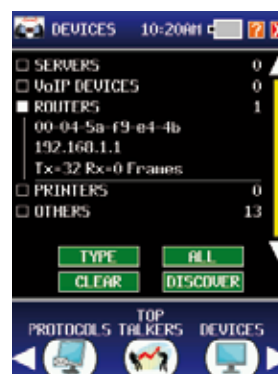 DEVICES 10:20AM ?
SERVERS 0
VoIP DEVICES 0
ROUTERS 1
00-04-5a-f9-e4-4b
192.168.1.1
Tx=32 Rx=0 Frames
PRINTERS 0
OTHERS 13
TYPE ALL
CLEAR DISCOVER
TOP
PROTOCOLS TALKERS DEVICES